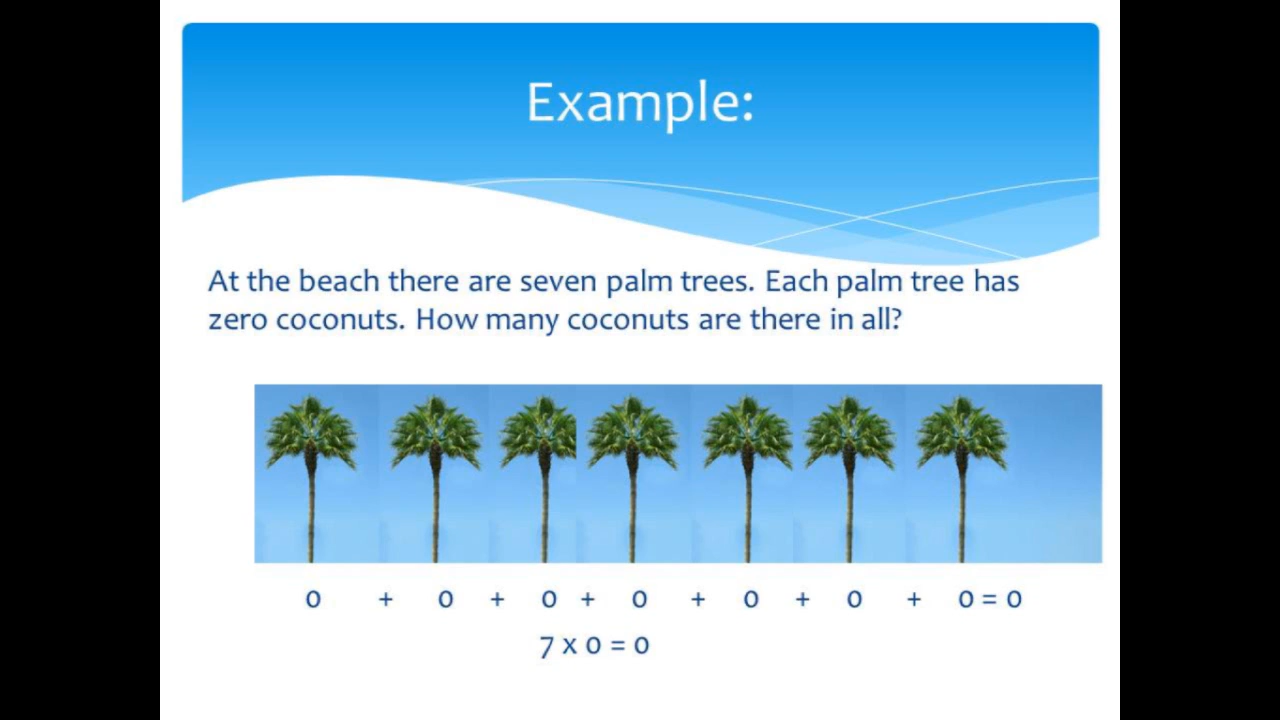 Example:
At the beach there are seven palm trees. Each palm tree has
zero coconuts. How many coconuts are there in all?
0 + 0 + 0 + 0 + 0 + 0 + 0 = 0
7 x 0 = 0